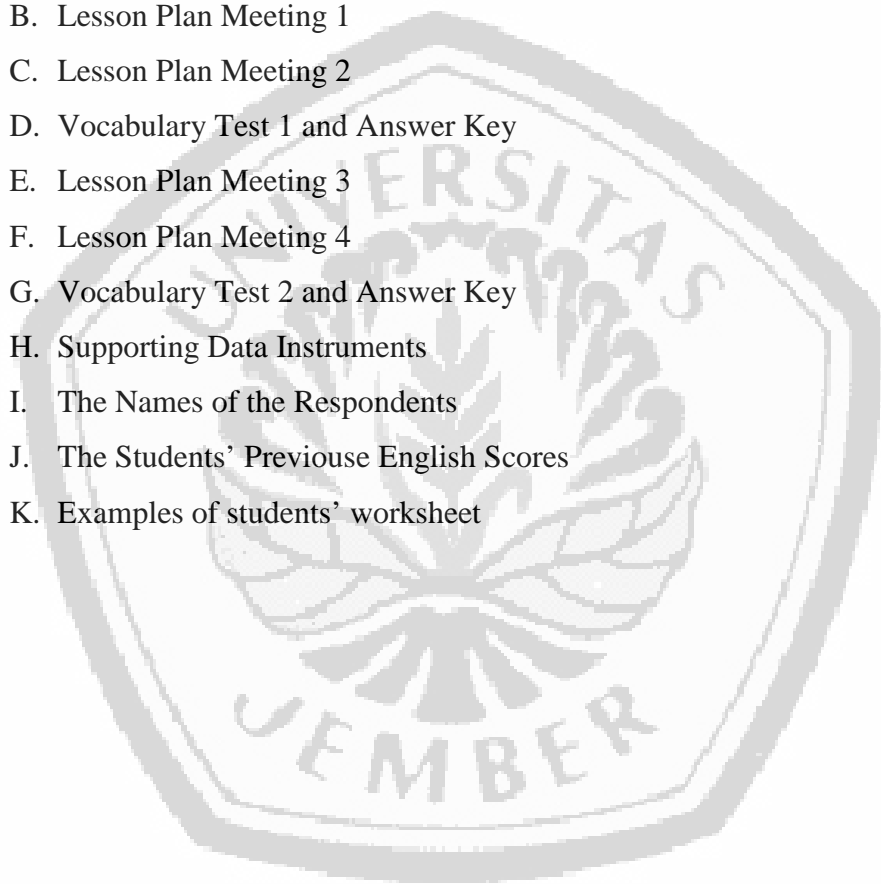 B. Lesson Plan Meeting 1
C. Lesson Plan Meeting 2
D. Vocabulary Test 1 and Answer Key
E. Lesson Plan Meeting 3
F. Lesson Plan Meeting 4
G. Vocabulary Test 2 and Answer Key
H. Supporting Data Instruments
I. The Names of the Respondents
J. The Students’ Previouse English Scores
K. Examples of students’ worksheet
UNIVERSITAS
JEMBER